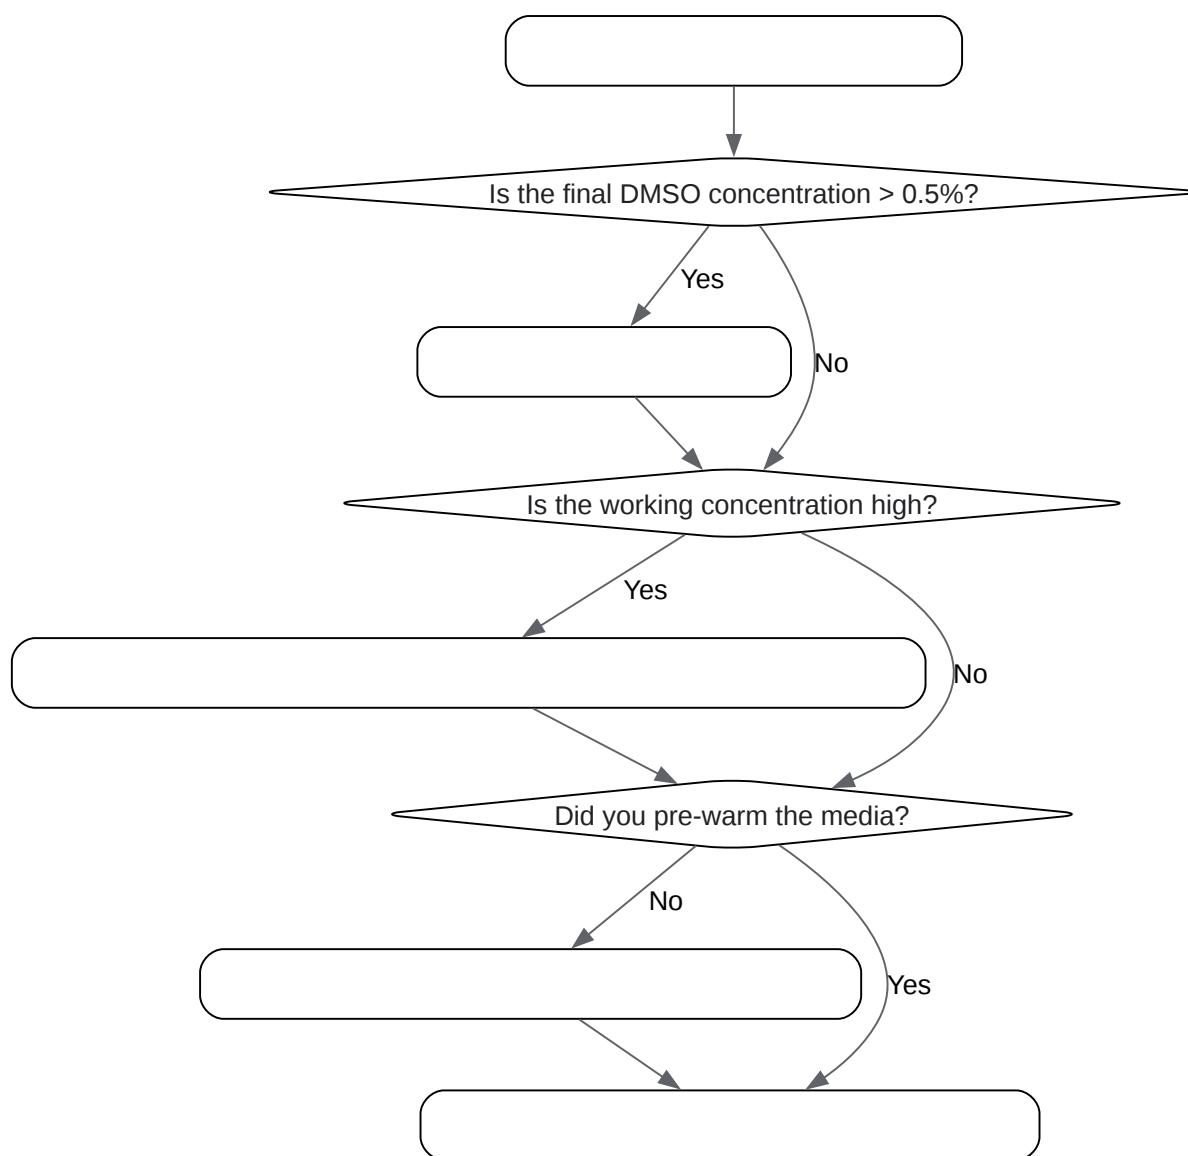 Is the final DMSO concentration > 0.5%?
Yes
No
Is the working concentration high?
Yes
No
Did you pre-warm the media?
No
Yes